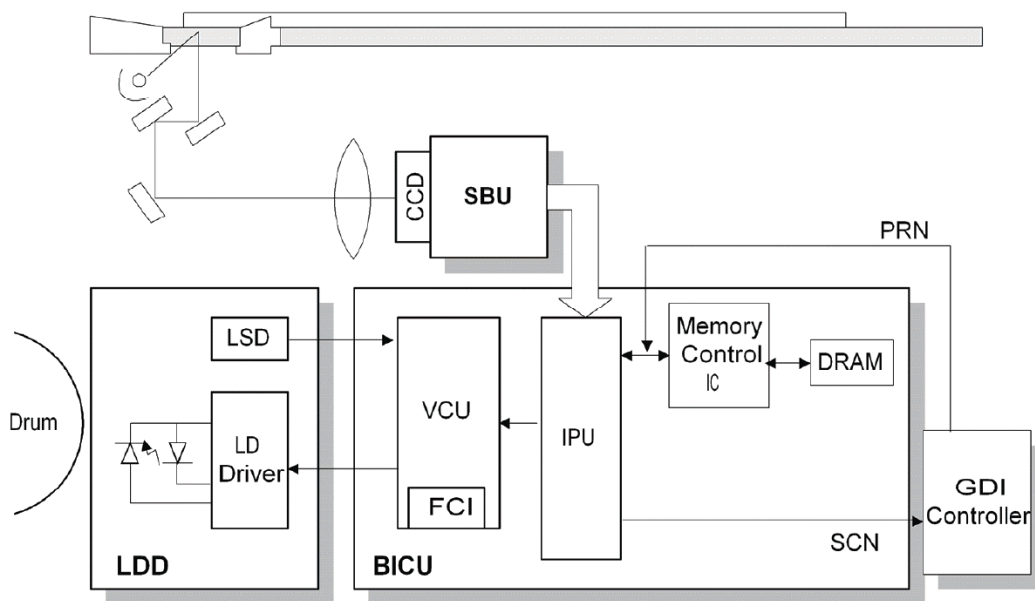 CCD
SBU
PRN
LSD
Memory
Control
IC
DRAM
VCU
IPU
Drum
LD
Driver
FCI
GDI
Controller
SCN
LDD
BICU